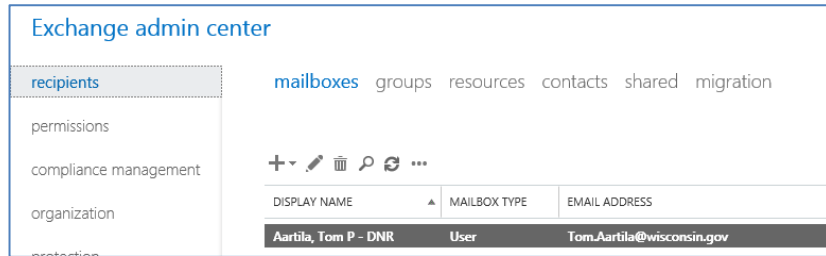 Exchange admin center
recipients
permissions
compliance management
organization
protection
mailboxes groups resources contacts shared migration
DISPLAY NAME MAILBOX TYPE EMAIL ADDRESS
Aartila, Tom P - DNR User Tom.Aartila@wisconsin.gov